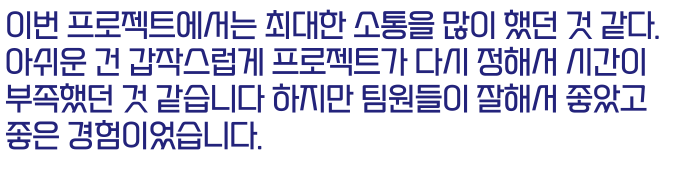 이번 프로젝트에서는 최대한 소통을 많이 했던 것 같다.
아쉬운 건 갑작스럽게 프로젝트가 다시 정해서 시간이
부족했던 것 같습니다 하지만 팀원들이 잘해서 좋았고
좋은 경험이었습니다.